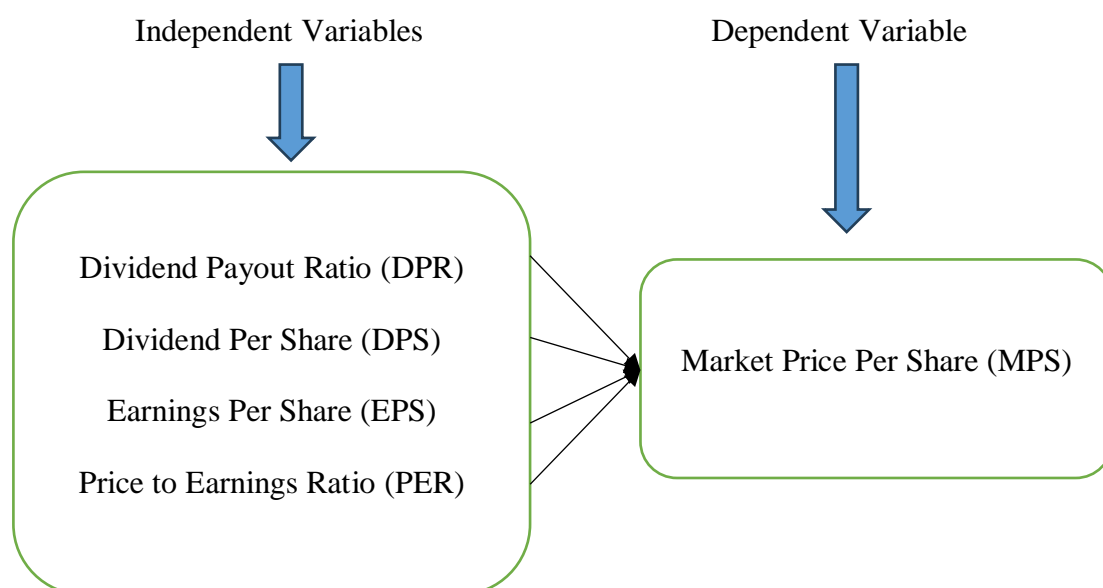 Independent Variables
Dependent Variable
Dividend Payout Ratio (DPR)
Dividend Per Share (DPS)
Earnings Per Share (EPS)
Price to Earnings Ratio (PER)
Market Price Per Share (MPS)